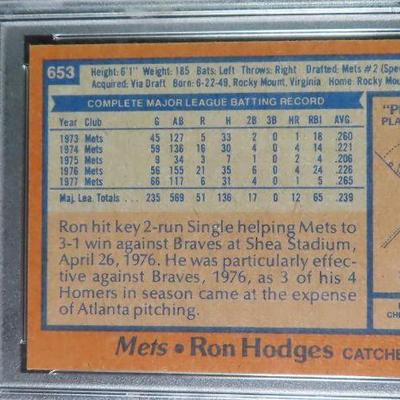 653 Height: 6'1" Weight: 185 Bats: Left Throws: Right Drafted: Mets #2 (Spec
Acquired: Via Draft Born: 6-22-49, Rocky Mount, Virginia Home: Rocky Mou
COMPLETE MAJOR LEAGUE BATTING RECORD
Year Club G AB R H 2B 3B HR RBI AVG.
1973 Mets 45 127 5 33 2 0 1 18 .260
1974 Mets 59 136 16 30 4 0 4 14 .221
1975 Mets 9 34 3 7 1 0 2 4 .206
1976 Mets 56 155 21 35 6 0 4 24 .226
1977 Mets 66 117 6 31 4 0 1 5 .265
Maj. Lea. Totals 235 569 51 136 17 0 12 65 .239
"P
PLA
Ron hit key 2-run Single helping Mets to
3-1 win against Braves at Shea Stadium,
April 26, 1976. He was particularly effec-
tive against Braves, 1976, as 3 of his 4
Homers in season came at the expense
of Atlanta pitching.
CHE
Mets • Ron Hodges CATCHE